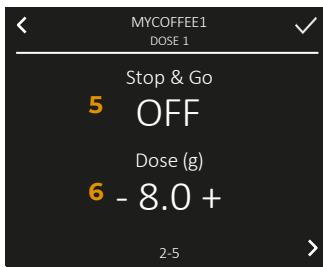 MYCOFFEE1
DOSE 1
Stop & Go
5 OFF
Dose (g)
6 - 8.0 +
2-5